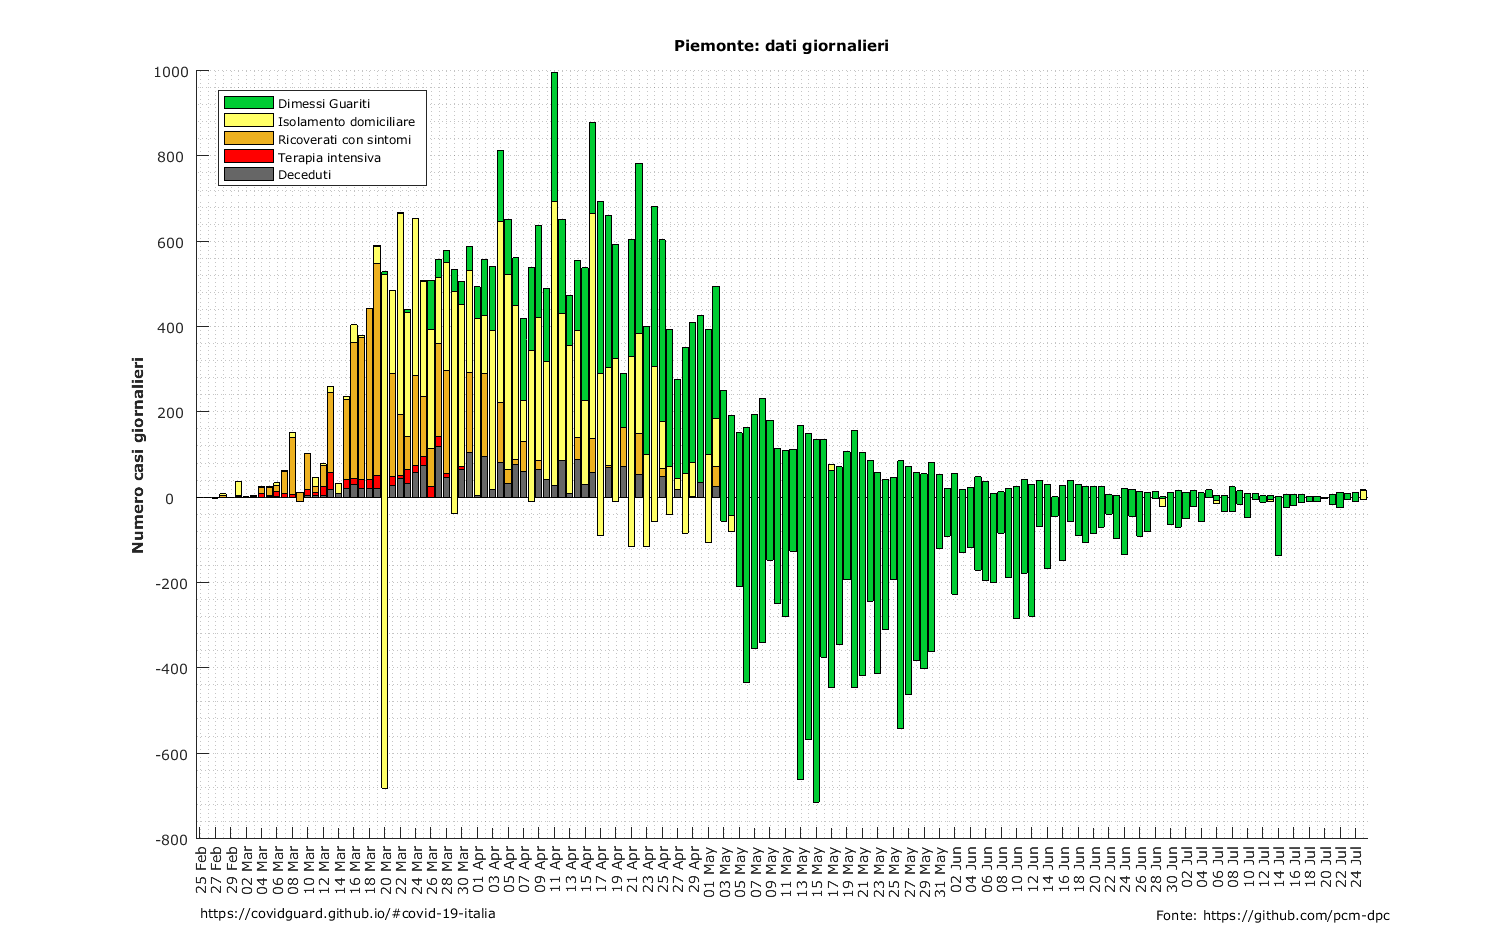 Piemonte: dati giornalieri
1000
800
600
400
200
0
-200
-400
-600
-800
Numero casi giornalieri
Dimessi Guariti
Isolamento domiciliare
Ricoverati con sintomi
Terapia intensiva
Deceduti
25 Feb
27 Feb
29 Feb
02 Mar
04 Mar
06 Mar
08 Mar
10 Mar
12 Mar
14 Mar
16 Mar
18 Mar
20 Mar
22 Mar
24 Mar
26 Mar
28 Mar
30 Mar
01 Apr
03 Apr
05 Apr
07 Apr
09 Apr
11 Apr
13 Apr
15 Apr
17 Apr
19 Apr
21 Apr
23 Apr
25 Apr
27 Apr
29 Apr
01 May
03 May
05 May
07 May
09 May
11 May
13 May
15 May
17 May
19 May
21 May
23 May
25 May
27 May
29 May
31 May
02 Jun
04 Jun
06 Jun
08 Jun
10 Jun
12 Jun
14 Jun
16 Jun
18 Jun
20 Jun
22 Jun
24 Jun
26 Jun
28 Jun
30 Jun
02 Jul
04 Jul
06 Jul
08 Jul
10 Jul
12 Jul
14 Jul
16 Jul
18 Jul
20 Jul
22 Jul
24 Jul
https://covidguard.github.io/#covid-19-italia
Fonte: https://github.com/pcm-dpc